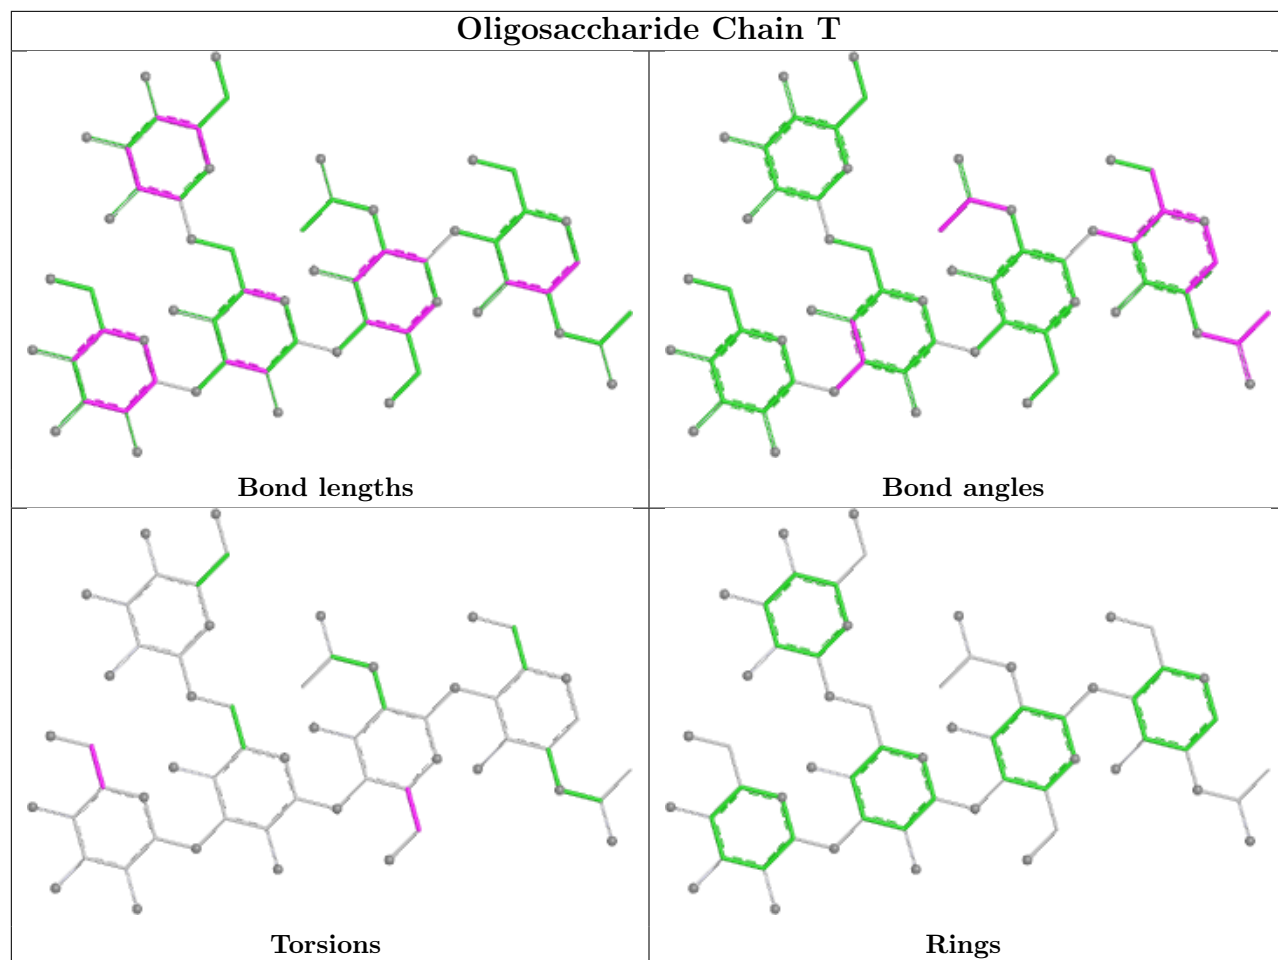 Oligosaccharide Chain T
Bond lengths
Bond angles
Torsions
Rings